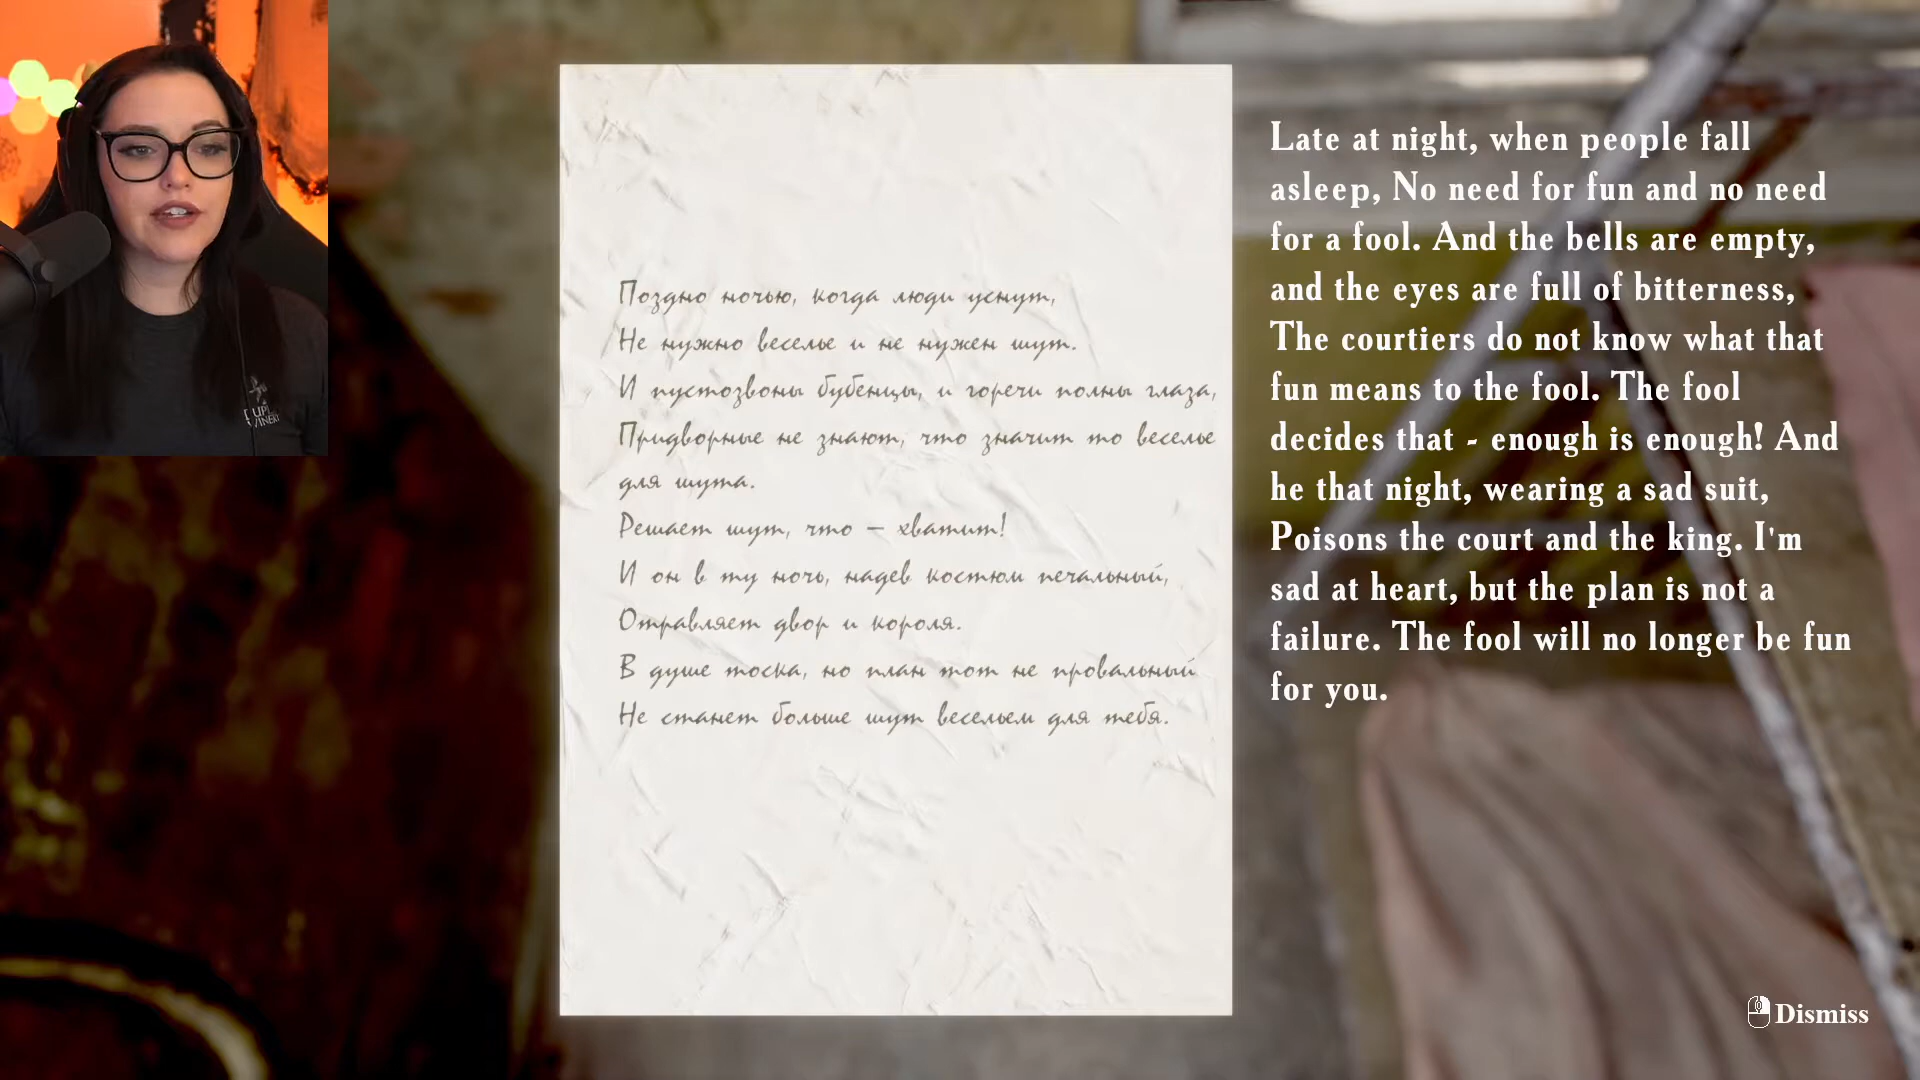 Поздно ночью, когда люди уснут,
Не нужно веселье и не нужен шут.
И пустозвоны бубенцы, и горечи полны глаза,
Придворные не знают, что значит то веселье
для шута.
Решает шут, что – хватит!
И он в ту ночь, надев костюм печальный,
Отравляет двор и короля.
В душе тоска, но план тот не провальный
Не станет больше шут весельем для тебя.
Late at night, when people fall
asleep, No need for fun and no need
for a fool. And the bells are empty,
and the eyes are full of bitterness,
The courtiers do not know what that
fun means to the fool. The fool
decides that - enough is enough! And
he that night, wearing a sad suit,
Poisons the court and the king. I'm
sad at heart, but the plan is not a
failure. The fool will no longer be fun
for you.
Dismiss